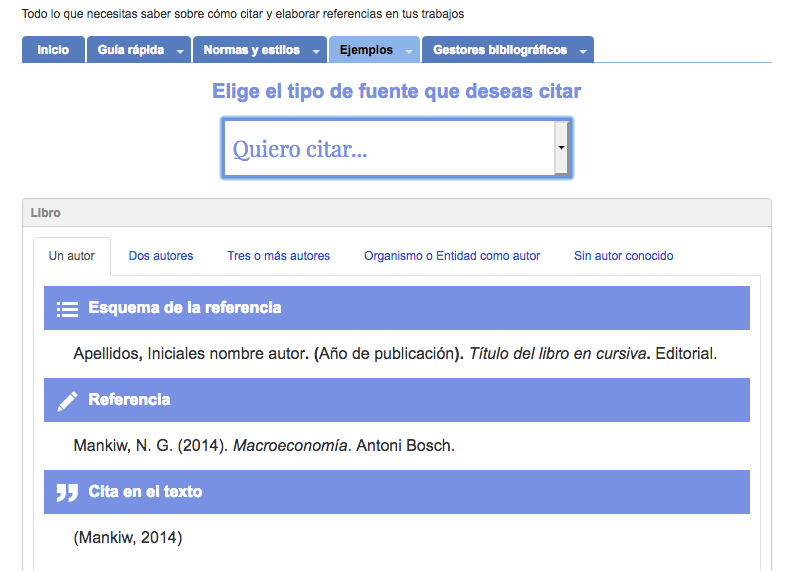 Todo lo que necesitas saber sobre cómo citar y elaborar referencias en tus trabajos
Inicio Guía rápida Normas y estilos Ejemplos Gestores bibliográficos
Elige el tipo de fuente que deseas citar
Quiero citar...
Libro
Un autor Dos autores Tres o más autores Organismo o Entidad como autor Sin autor conocido
Esquema de la referencia
Apellidos, Iniciales nombre autor. (Año de publicación). Título del libro en cursiva. Editorial.
Referencia
Mankiw, N. G. (2014). Macroeconomía. Antoni Bosch.
Cita en el texto
(Mankiw, 2014)